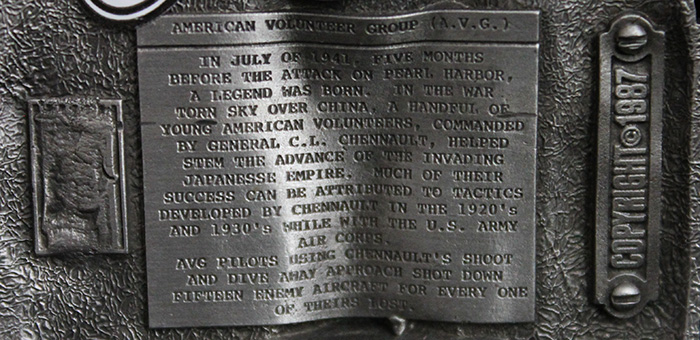 AMERICAN VOLUNTEER GROUP (A.V.G.)
IN JULY OF 1941, FIVE MONTHS
BEFORE THE ATTACK ON PEARL HARBOR,
A LEGEND WAS BORN. IN THE WAR
TORN SKY OVER CHINA, A HANDFUL OF
YOUNG AMERICAN VOLUNTEERS, COMMANDED
BY GENERAL C.L. CHENNAULT, HELPED
STEM THE ADVANCE OF THE INVADING
JAPANESSE EMPIRE. MUCH OF THEIR
SUCCESS CAN BE ATTRIBUTED TO TACTICS
DEVELOPED BY CHENNAULT IN THE 1920's
AND 1930's WHILE WITH THE U.S. ARMY
AIR CORPS.
AVG PILOTS USING CHENNAULT'S SHOOT
AND DIVE AWAY APPROACH SHOT DOWN
FIFTEEN ENEMY AIRCRAFT FOR EVERY ONE
OF THEIRS LOST.
COPYRIGHT © 1987